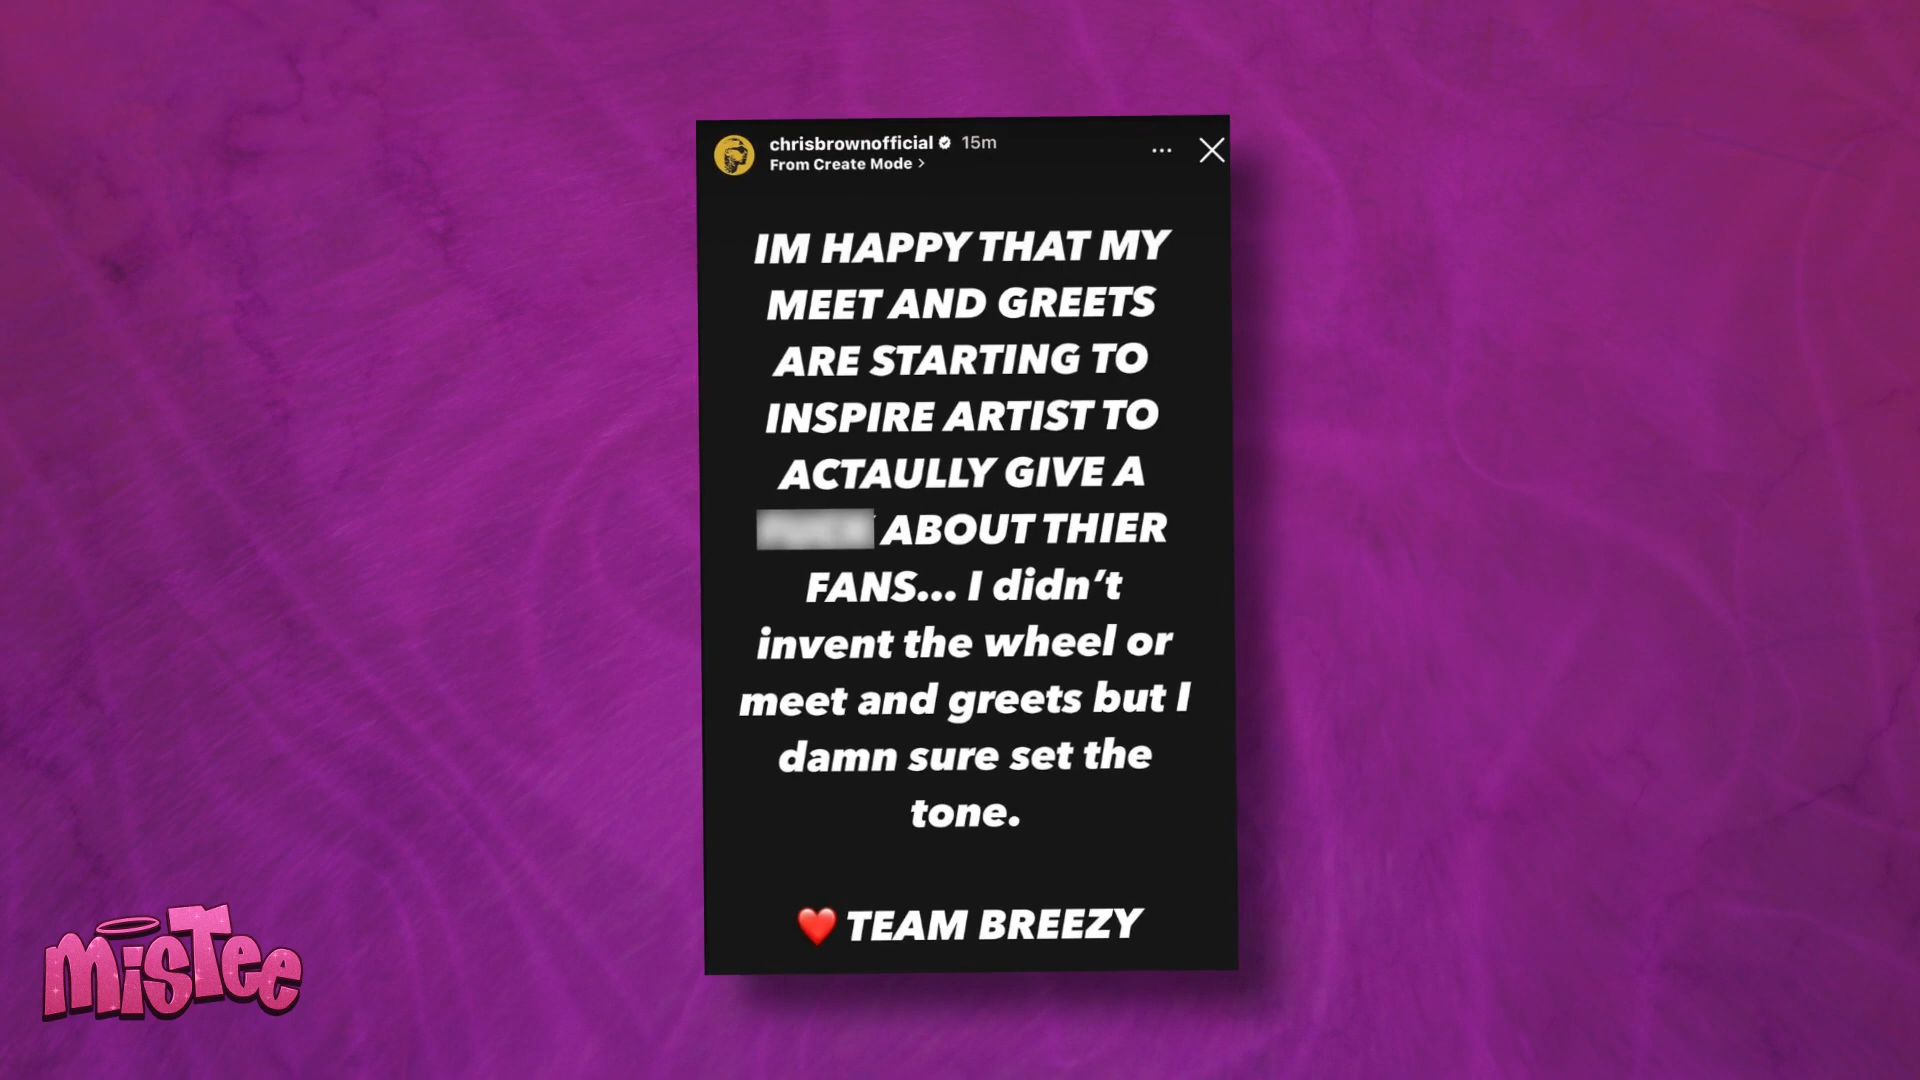 chrisbrownofficial 15m
From Create Mode >
IM HAPPY THAT MY
MEET AND GREETS
ARE STARTING TO
INSPIRE ARTIST TO
ACTAULLY GIVE A
ABOUT THIER
FANS... I didn't
invent the wheel or
meet and greets but I
damn sure set the
tone.
❤️ TEAM BREEZY
misTee